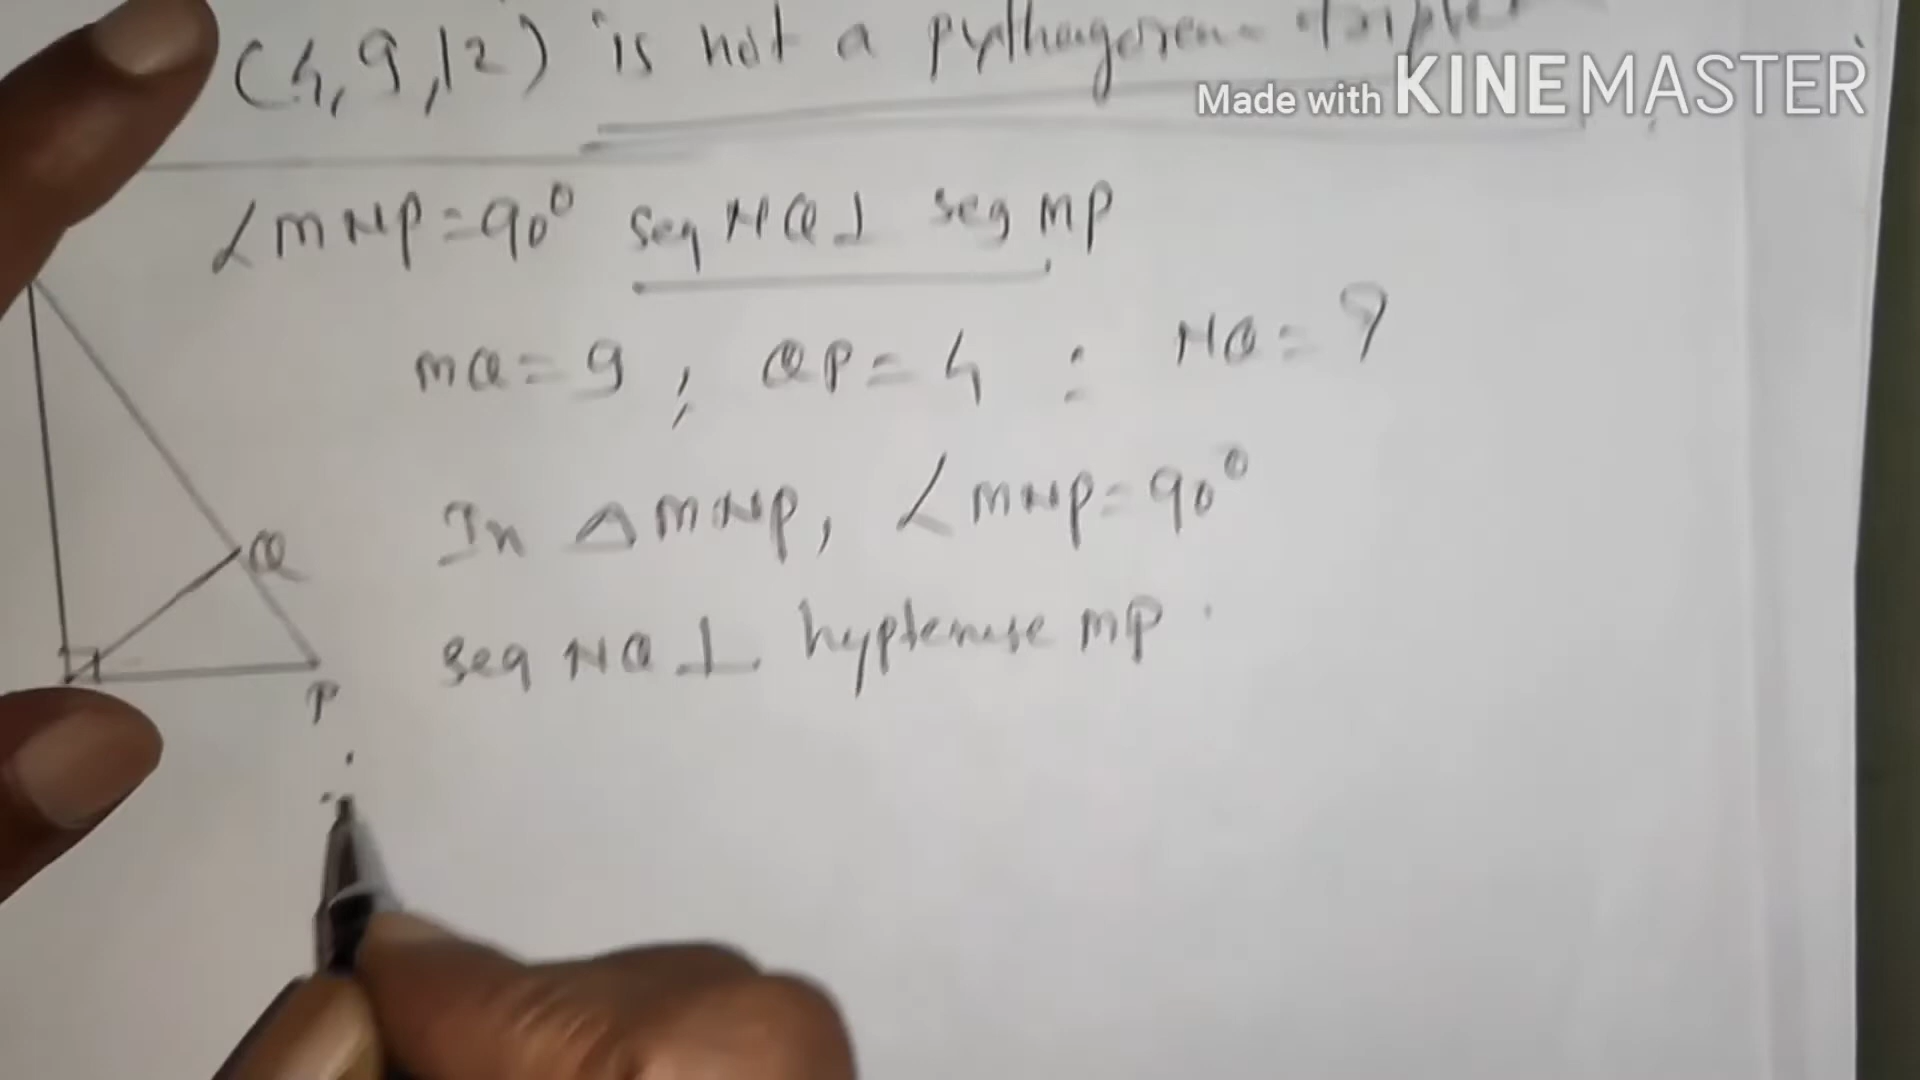 (4,9,12) is not a pythagorean triplet
Made with KINEMASTER
∠MNP=90° seg NQ⊥ seg MP
MQ=9 ; QP=4 : NQ=?
In △MNP, ∠MNP=90°
Q
seg NQ⊥ hyptenuse MP.
P